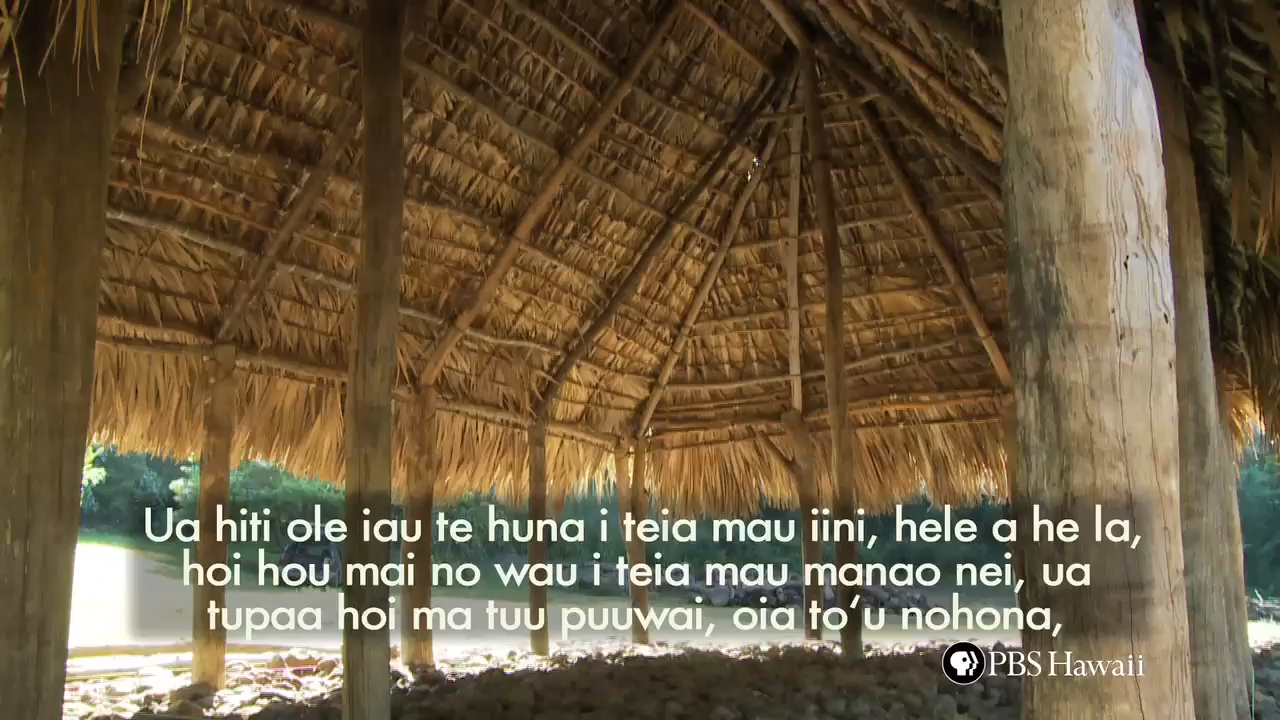 Ua hiti ole iau te huna i teia mau iini, hele a he la,
hoi hou mai no wau i teia mau manao nei, ua
tupaa hoi ma tuu puuwai, oia to‘u nohona,
PBS Hawaii